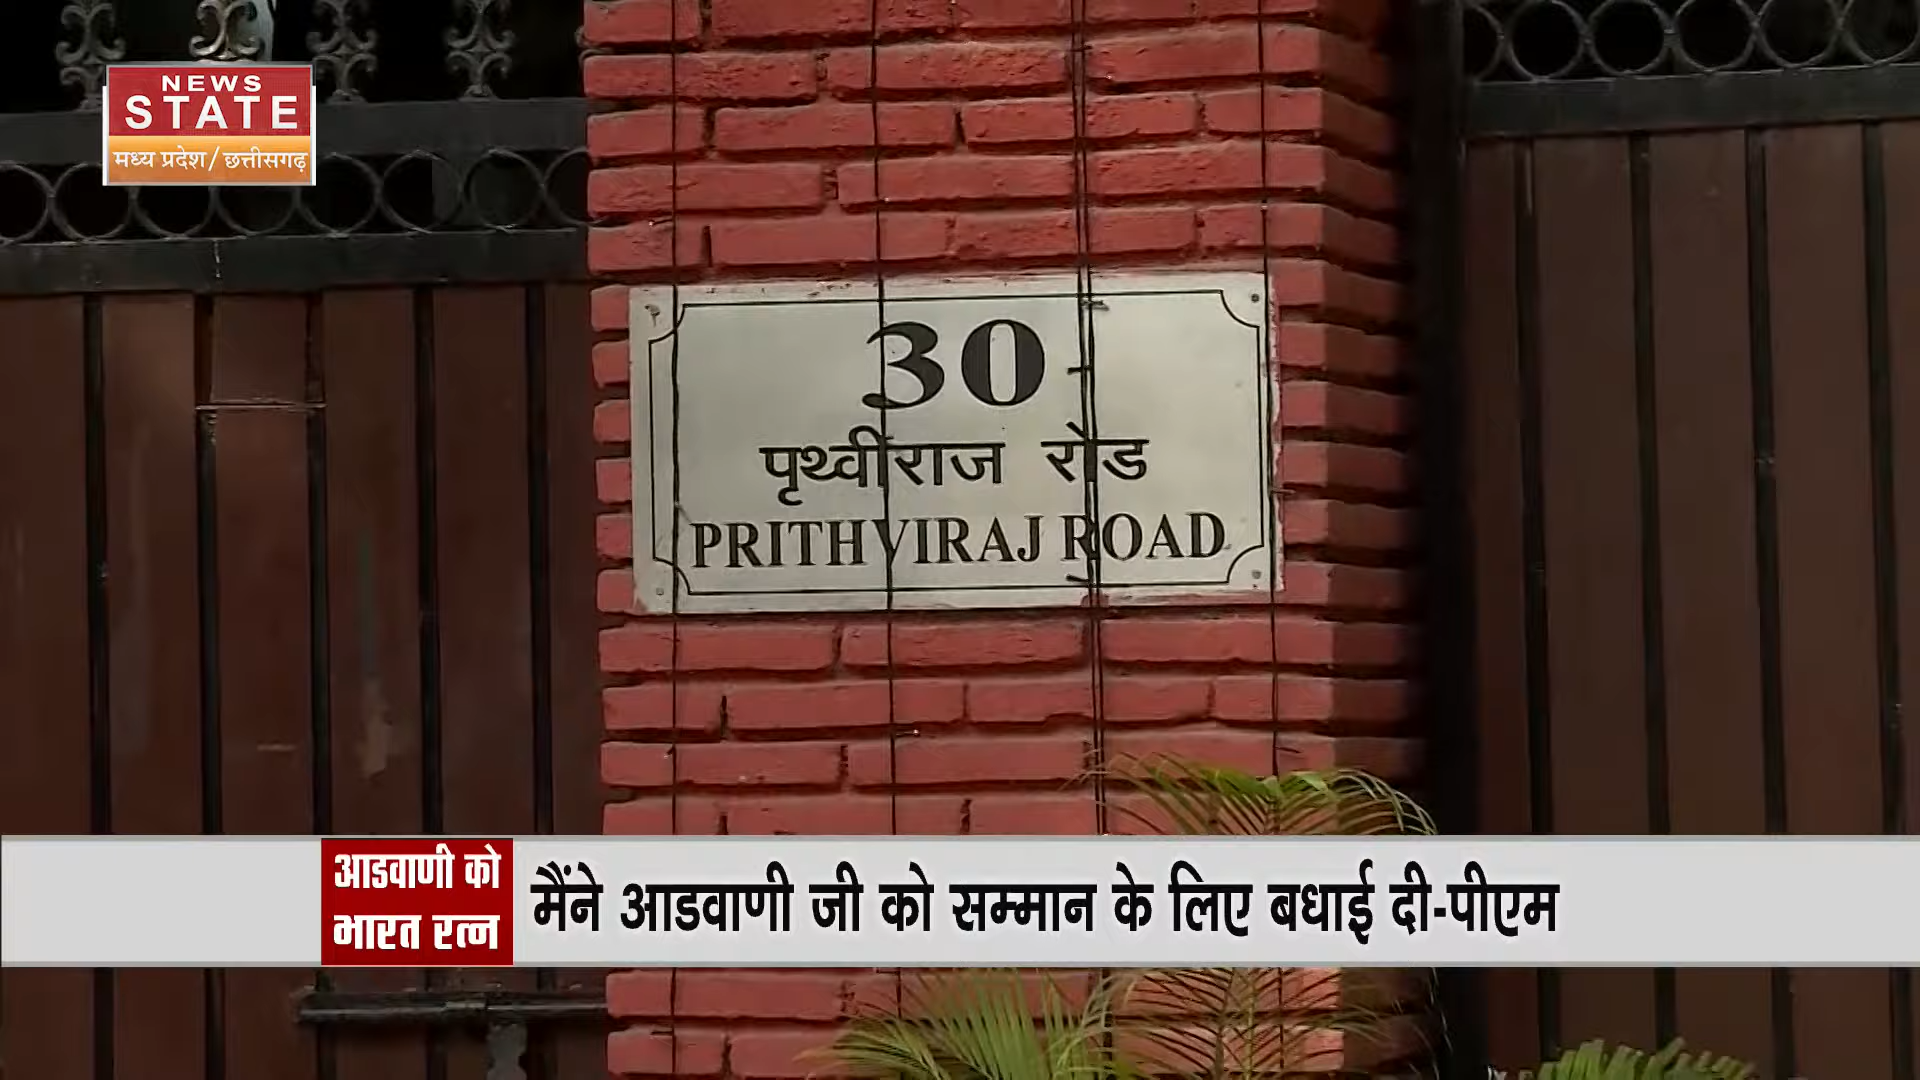 NEWS
STATE
मध्य प्रदेश/छत्तीसगढ़
30
पृथ्वीराज रोड
PRITHVIRAJ ROAD
आडवाणी को
भारत रत्न
मैंने आडवाणी जी को सम्मान के लिए बधाई दी-पीएम